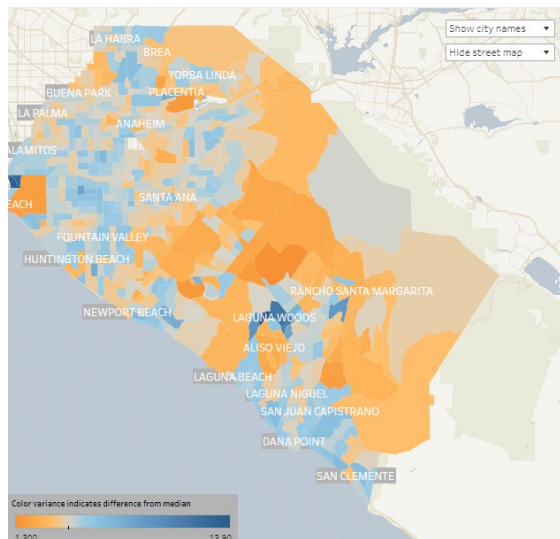 Show city names
Hide street map
LA HABRA
BREA
YORBA LINDA
BUENA PARK
PLACENTIA
LA PALMA
ANAHEIM
ALAMITOS
SANTA ANA
EACH
FOUNTAIN VALLEY
HUNTINGTON BEACH
RANCHO SANTA MARGARITA
NEWPORT BEACH
LAGUNA WOODS
ALISO VIEJO
LAGUNA BEACH
LAGUNA NIGUEL
SAN JUAN CAPISTRANO
DANA POINT
SAN CLEMENTE
Color variance indicates difference from median
1.300
13.90